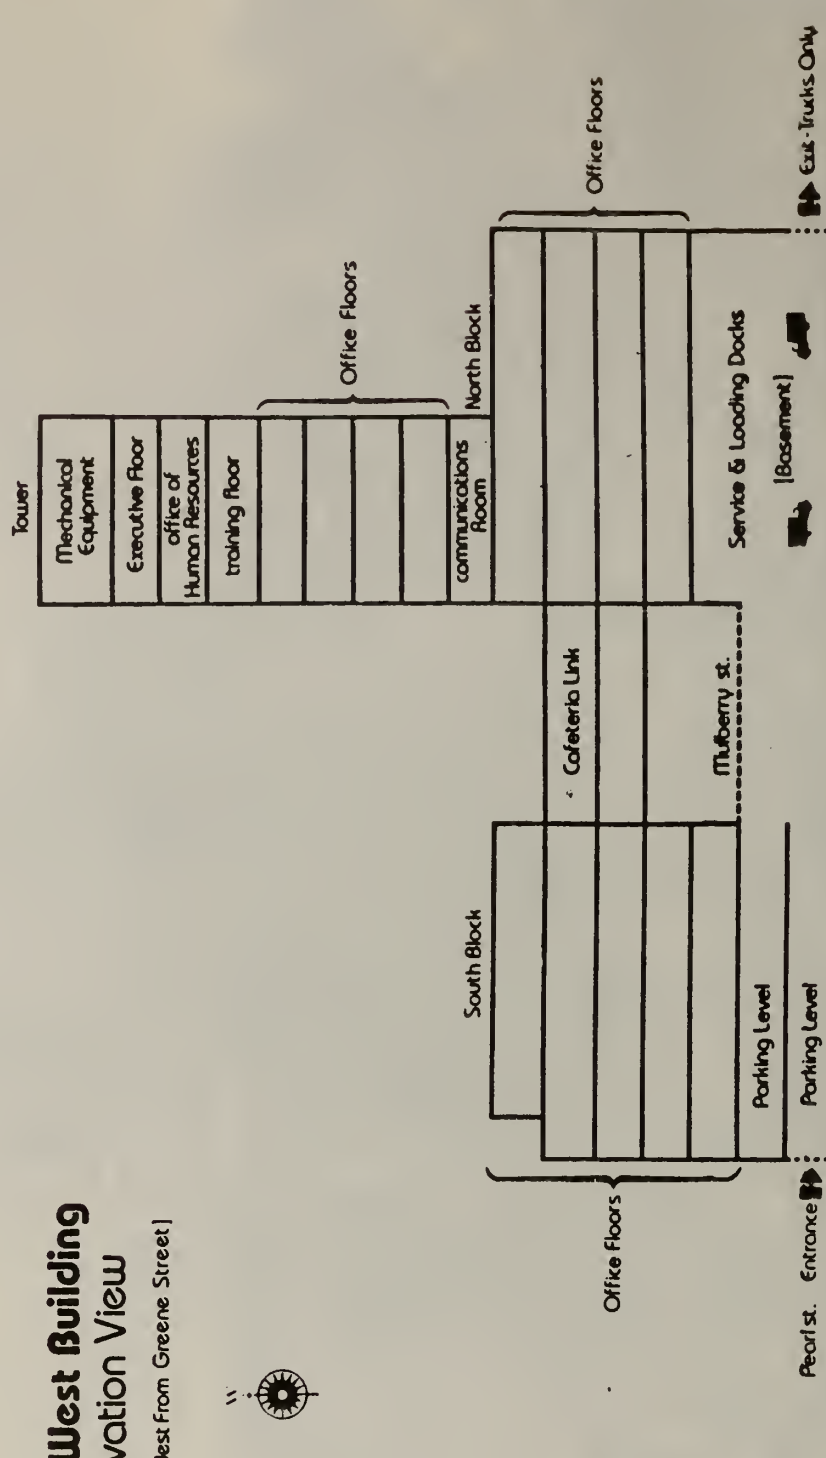 West Building
vation View
est From Greene Street]
Tower
Mechanical
Equipment
Executive Floor
office of
Human Resources
training floor
Office Floors
communications
Room
North Block
Office Floors
South Block
Cafeteria Link
Office Floors
Mulberry st.
Service & Loading Docks
[Basement]
Parking Level
Parking Level
Pearl st. Entrance
Exit-Trucks Only